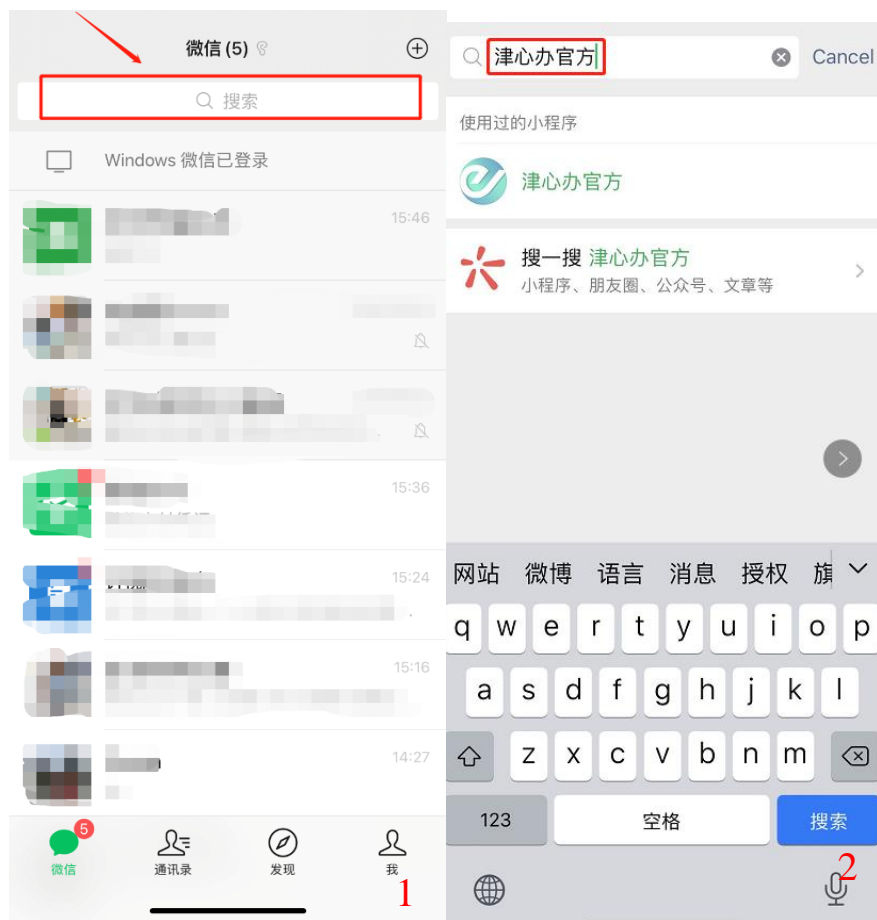 微信 (5)
搜索
Windows 微信已登录
15:46
15:36
15:24
15:16
14:27
5
微信
通讯录
发现
我
1
津心办官方
Cancel
使用过的小程序
津心办官方
搜一搜 津心办官方
小程序、朋友圈、公众号、文章等
网站 微博 语言 消息 授权 旗
q w e r t y u i o p
a s d f g h j k l
z x c v b n m
123 空格 搜索
2